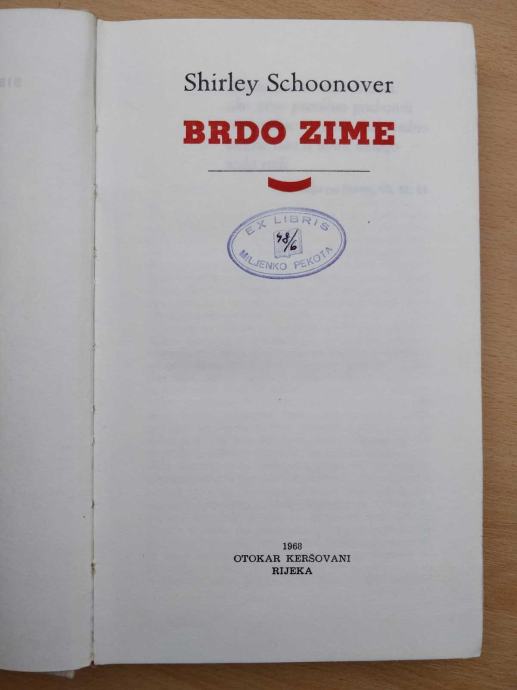 Shirley Schoonover
BRDO ZIME
EX LIBRIS
48/6
MILJENKO PEKOTA
1968
OTOKAR KERŠOVANI
RIJEKA